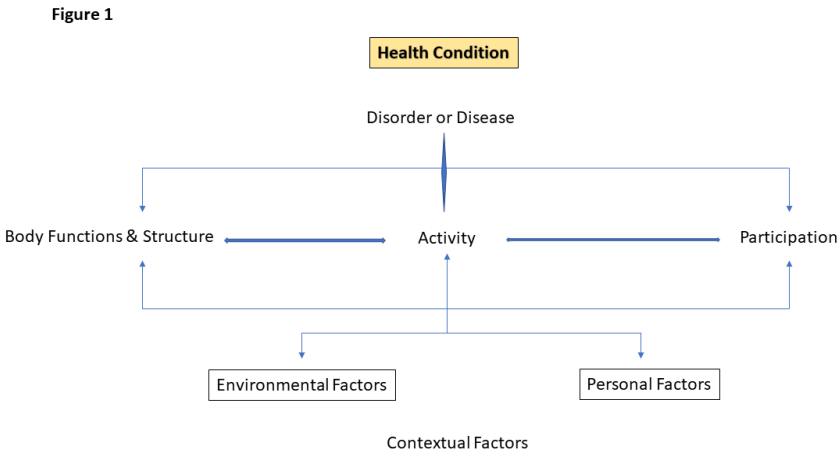 Figure 1
Health Condition
Disorder or Disease
Body Functions & Structure
Activity
Participation
Environmental Factors
Personal Factors
Contextual Factors